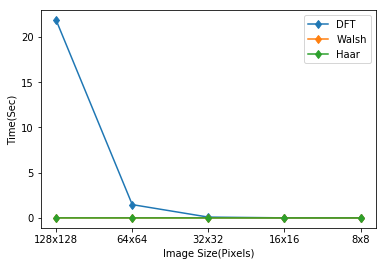 DFT
Walsh
Haar
20
15
10
5
0
Time(Sec)
128x128 64x64 32x32 16x16 8x8
Image Size(Pixels)